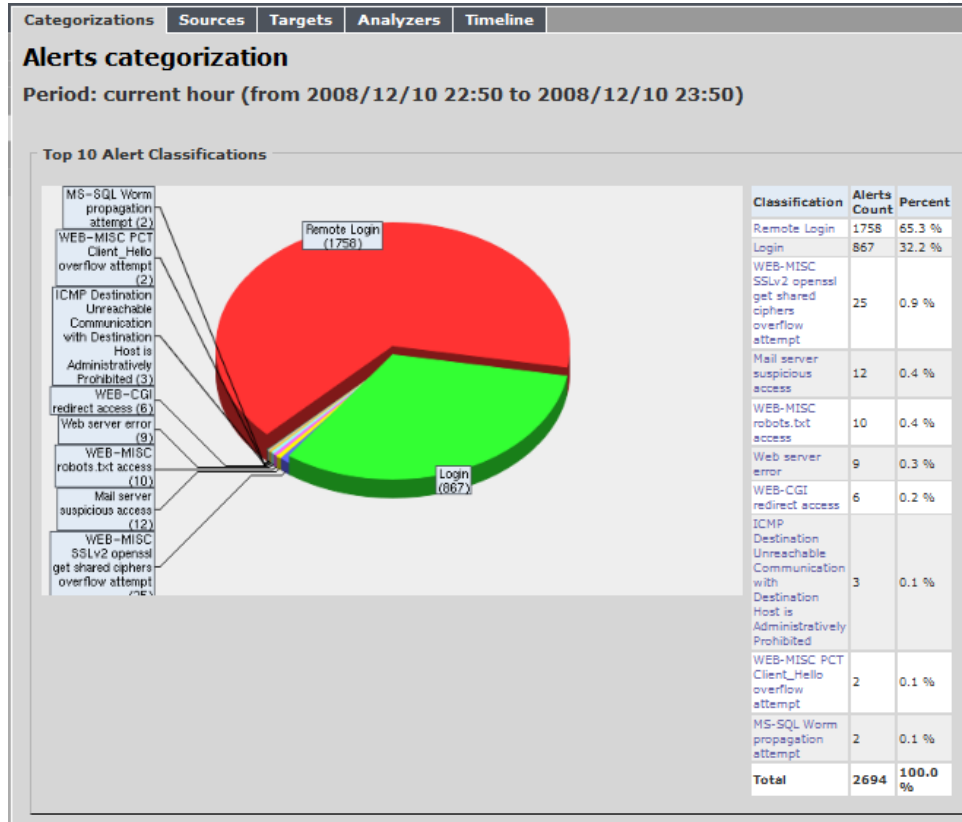 Categorizations Sources Targets Analyzers Timeline
Alerts categorization
Period: current hour (from 2008/12/10 22:50 to 2008/12/10 23:50)
Top 10 Alert Classifications
MS-SQL Worm
propagation
attempt (2)
WEB-MISC PCT
Client_Hello
overflow attempt
(2)
ICMP Destination
Unreachable
Communication
with Destination
Host is
Administratively
Prohibited (3)
WEB-CGI
redirect access (6)
Web server error
(9)
WEB-MISC
robots.txt access
(10)
Mail server
suspicious access
(12)
WEB-MISC
SSLv2 openssl
get shared ciphers
overflow attempt
(25)
Remote Login
(1758)
Login
(867)
Classification Alerts Count Percent
Remote Login 1758 65.3 %
Login 867 32.2 %
WEB-MISC
SSLv2 openssl
get shared
ciphers
overflow
attempt
25 0.9 %
Mail server
suspicious
access
12 0.4 %
WEB-MISC
robots.txt
access
10 0.4 %
Web server
error
9 0.3 %
WEB-CGI
redirect access
6 0.2 %
ICMP
Destination
Unreachable
Communication
with
Destination
Host is
Administratively
Prohibited
3 0.1 %
WEB-MISC PCT
Client_Hello
overflow
attempt
2 0.1 %
MS-SQL Worm
propagation
attempt
2 0.1 %
Total 2694 100.0 %